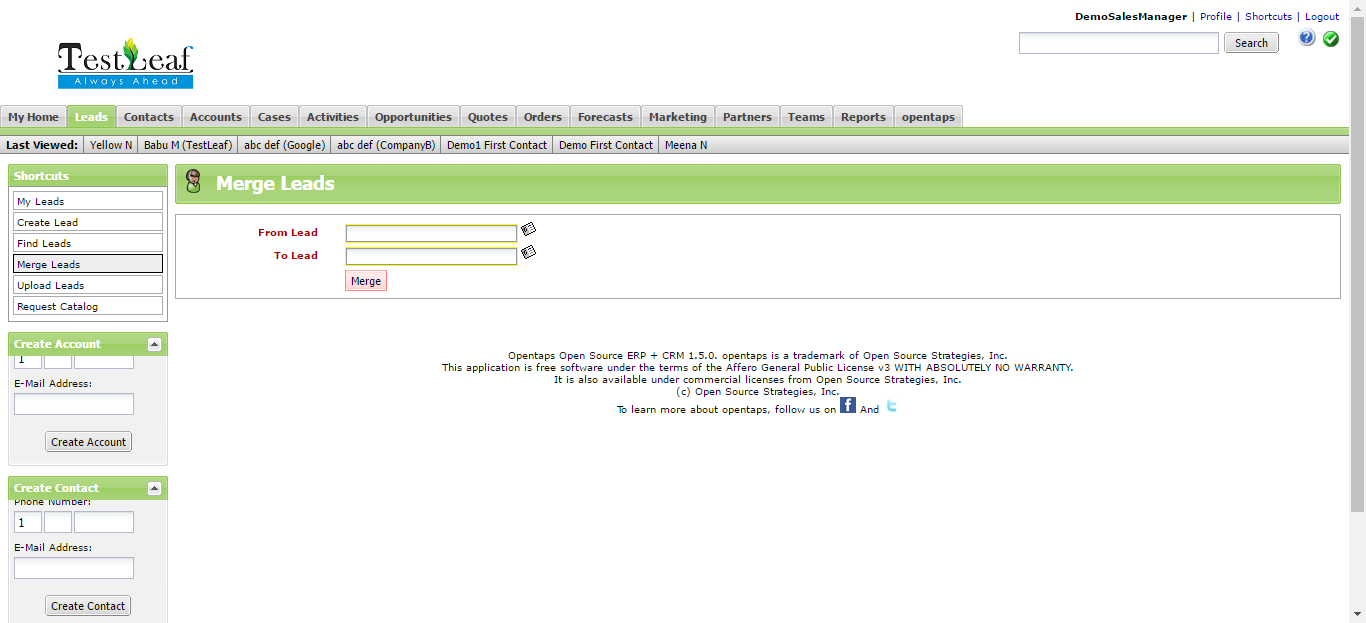 DemoSalesManager | Profile | Shortcuts | Logout
Search
TestLeaf
Always Ahead
My Home Leads Contacts Accounts Cases Activities Opportunities Quotes Orders Forecasts Marketing Partners Teams Reports opentaps
Last Viewed: Yellow N Babu M (TestLeaf) abc def (Google) abc def (CompanyB) Demo1 First Contact Demo First Contact Meena N
Shortcuts
My Leads
Create Lead
Find Leads
Merge Leads
Upload Leads
Request Catalog
Create Account
1
E-Mail Address:
Create Account
Create Contact
Phone Number:
1
E-Mail Address:
Create Contact
Merge Leads
From Lead
To Lead
Merge
Opentaps Open Source ERP + CRM 1.5.0. opentaps is a trademark of Open Source Strategies, Inc.
This application is free software under the terms of the Affero General Public License v3 WITH ABSOLUTELY NO WARRANTY.
It is also available under commercial licenses from Open Source Strategies, Inc.
(c) Open Source Strategies, Inc.
To learn more about opentaps, follow us on f And t